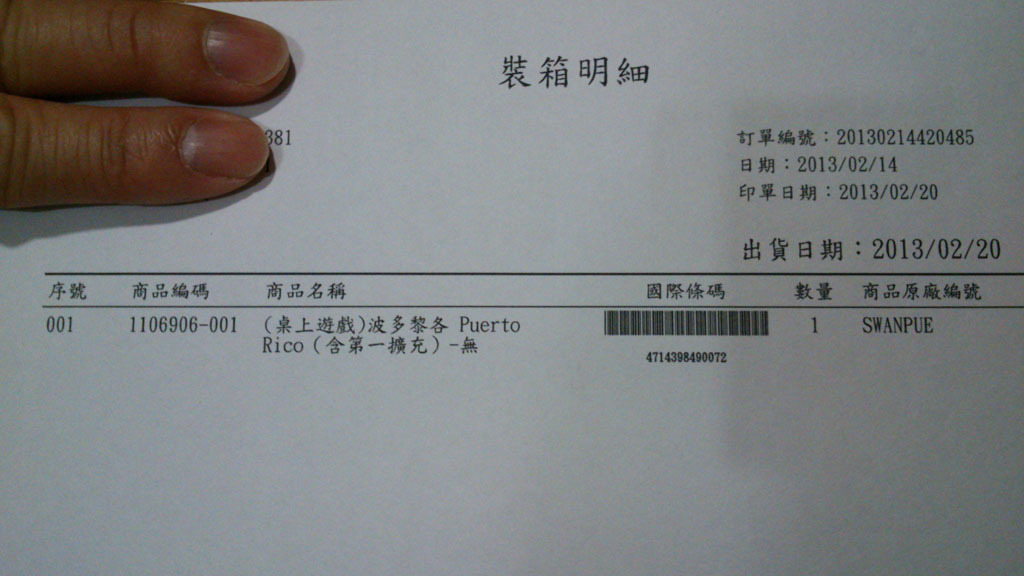 裝箱明細
381
訂單編號：20130214420485
日期：2013/02/14
印單日期：2013/02/20
出貨日期：2013/02/20
序號 商品編碼 商品名稱 國際條碼 數量 商品原廠編號
001 1106906-001 (桌上遊戲)波多黎各 Puerto 1 SWANPUE
Rico（含第一擴充）-無
4714398490072